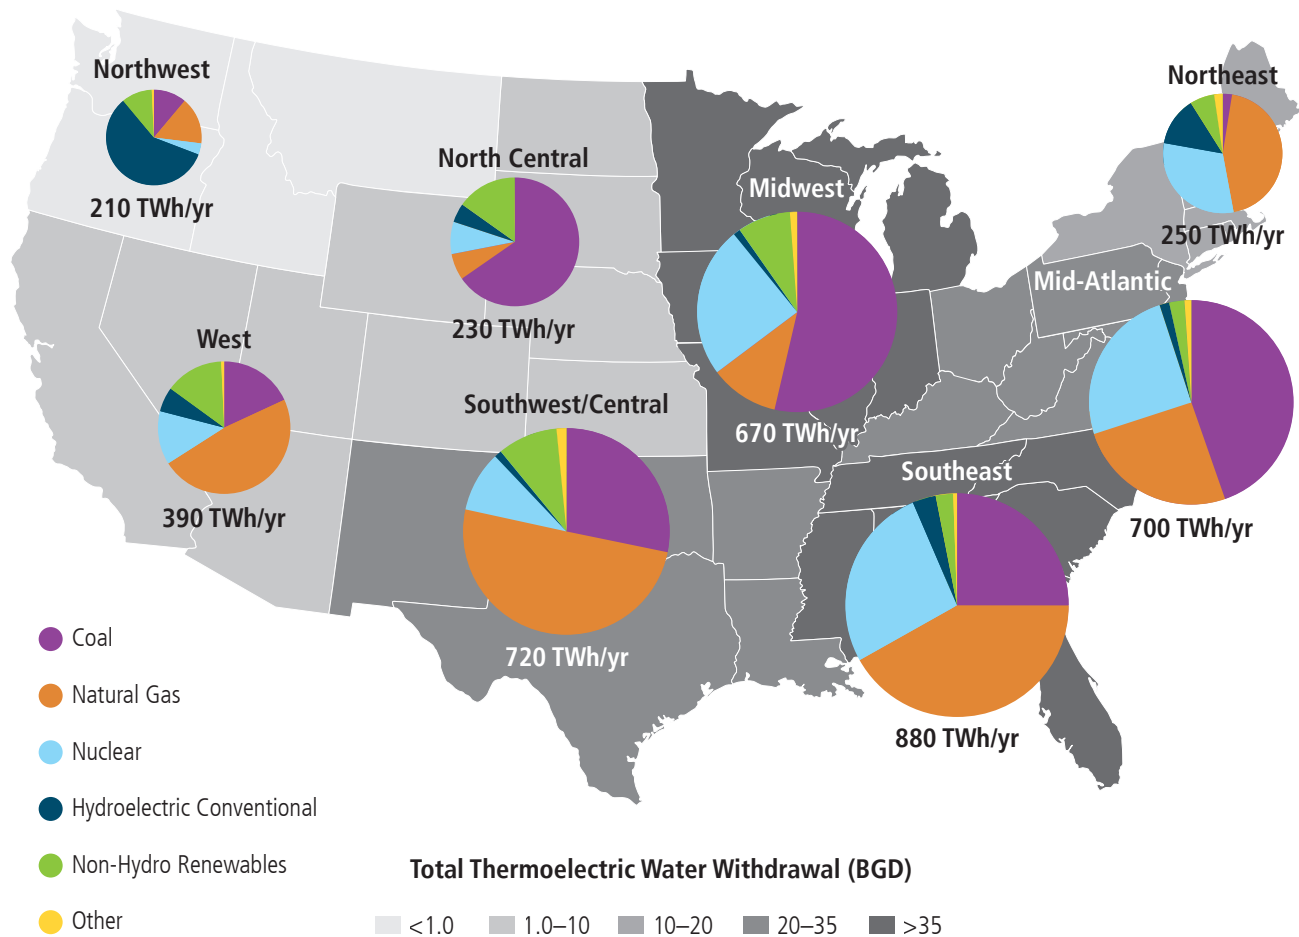 Northwest
210 TWh/yr
North Central
230 TWh/yr
Midwest
670 TWh/yr
Northeast
250 TWh/yr
Mid-Atlantic
700 TWh/yr
West
390 TWh/yr
Southwest/Central
720 TWh/yr
Southeast
880 TWh/yr
Coal
Natural Gas
Nuclear
Hydroelectric Conventional
Non-Hydro Renewables
Other
Total Thermoelectric Water Withdrawal (BGD)
<1.0 1.0–10 10–20 20–35 >35